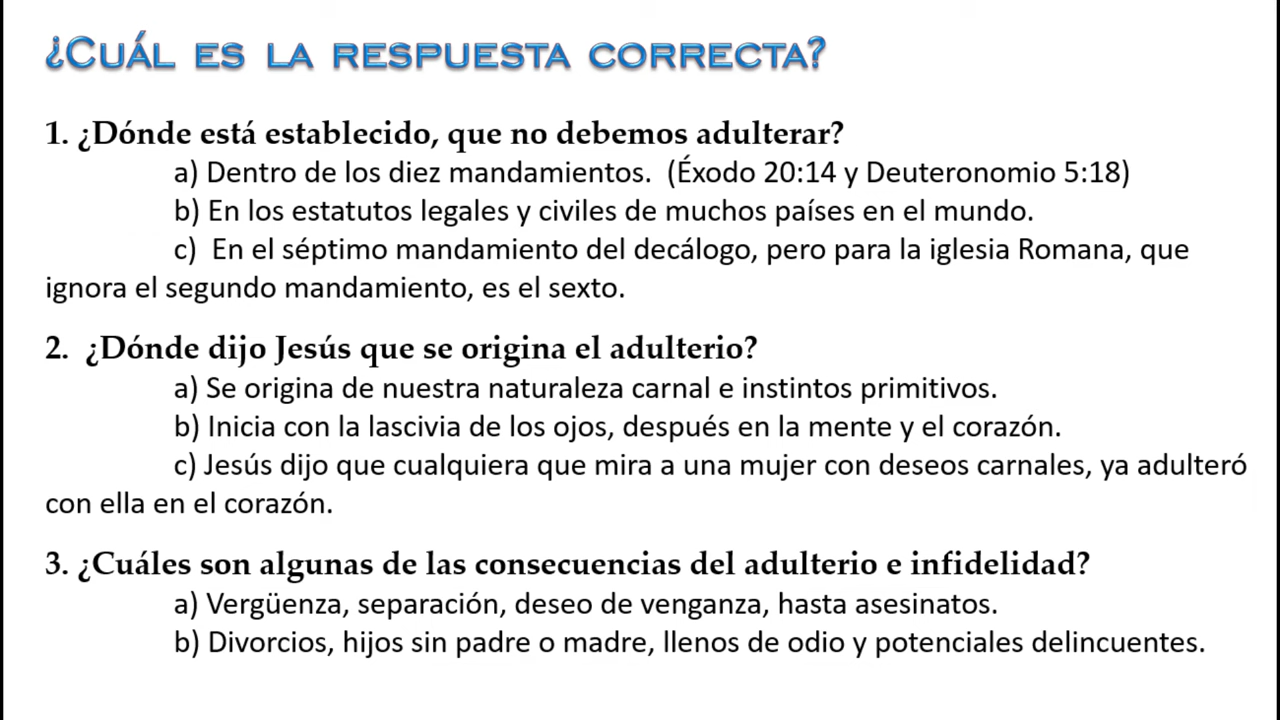 ¿Cuál es la respuesta correcta?
1. ¿Dónde está establecido, que no debemos adulterar?
a) Dentro de los diez mandamientos. (Éxodo 20:14 y Deuteronomio 5:18)
b) En los estatutos legales y civiles de muchos países en el mundo.
c) En el séptimo mandamiento del decálogo, pero para la iglesia Romana, que
ignora el segundo mandamiento, es el sexto.
2. ¿Dónde dijo Jesús que se origina el adulterio?
a) Se origina de nuestra naturaleza carnal e instintos primitivos.
b) Inicia con la lascivia de los ojos, después en la mente y el corazón.
c) Jesús dijo que cualquiera que mira a una mujer con deseos carnales, ya adulteró
con ella en el corazón.
3. ¿Cuáles son algunas de las consecuencias del adulterio e infidelidad?
a) Vergüenza, separación, deseo de venganza, hasta asesinatos.
b) Divorcios, hijos sin padre o madre, llenos de odio y potenciales delincuentes.